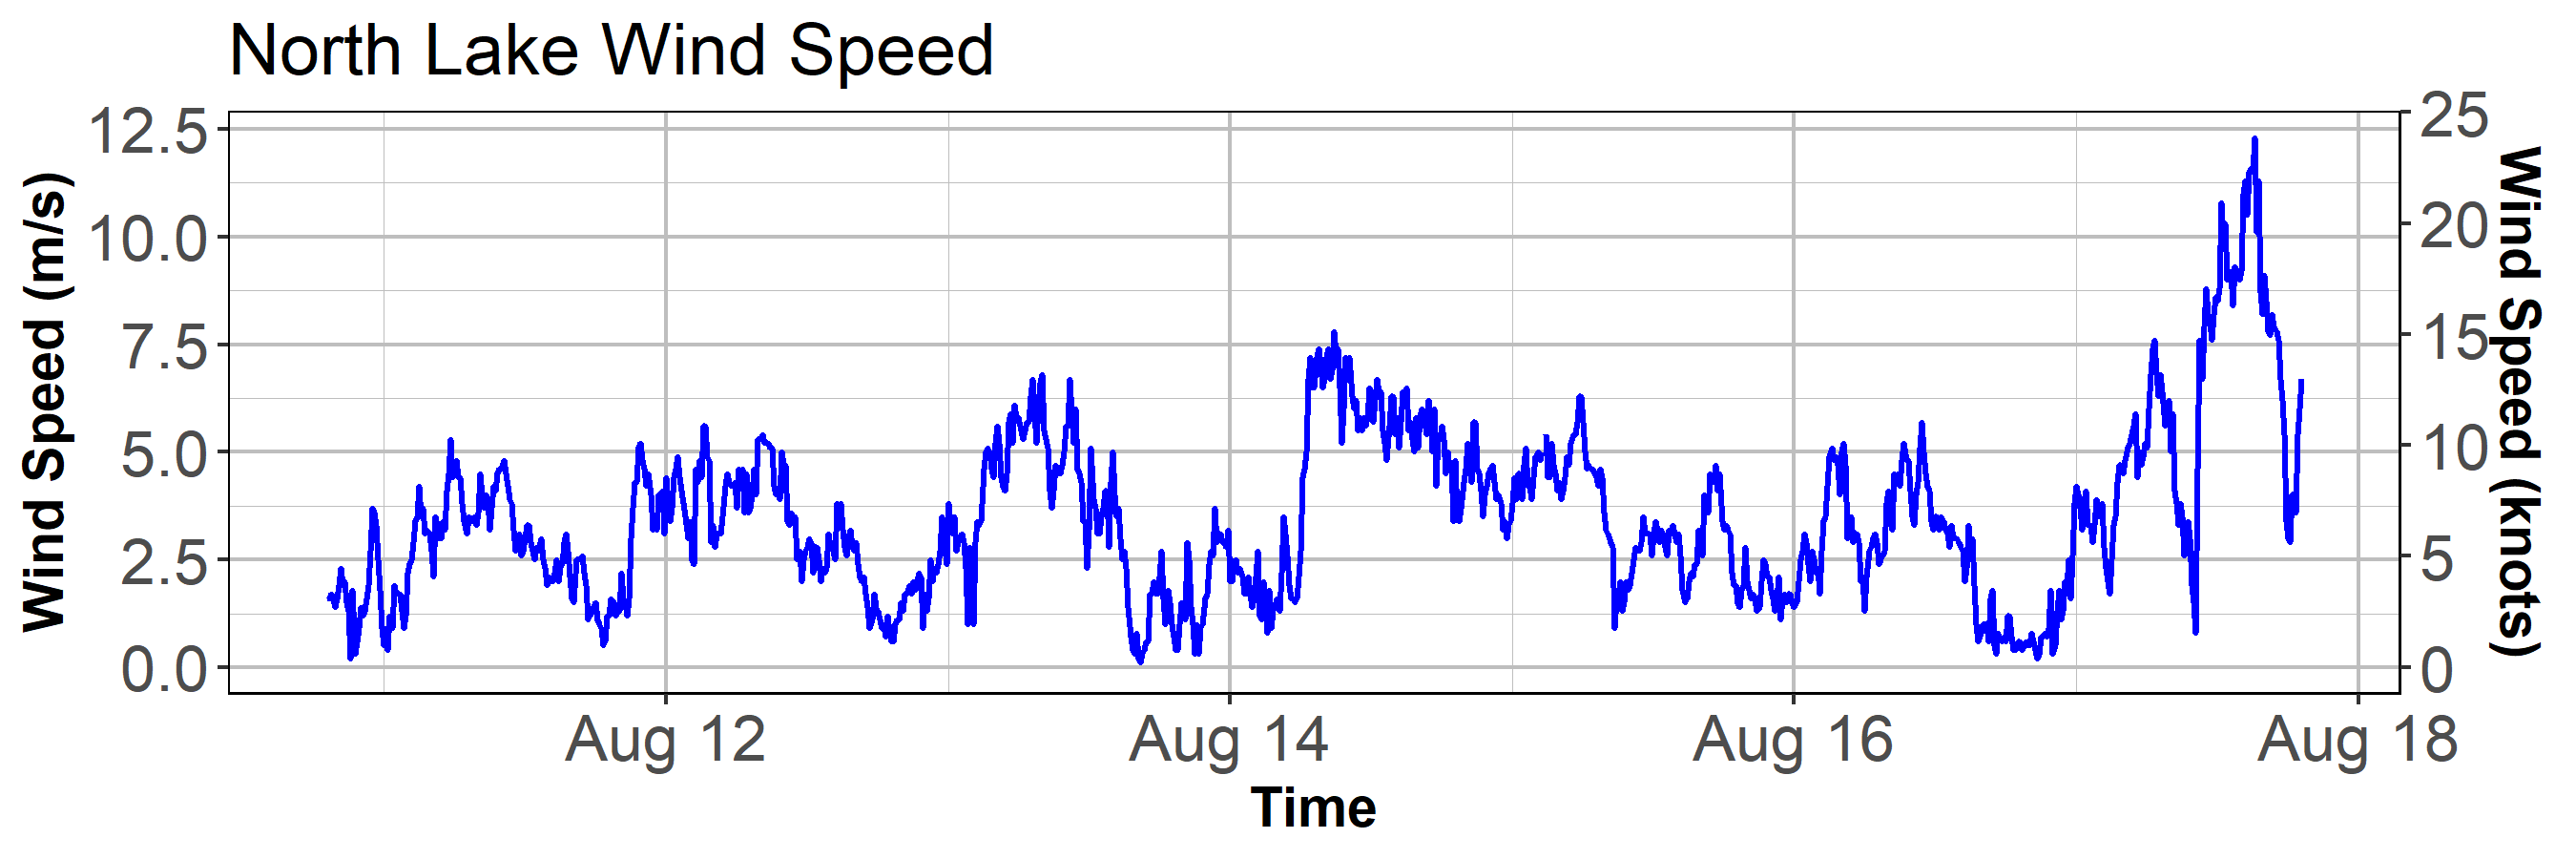 North Lake Wind Speed
Wind Speed (m/s)
12.5
10.0
7.5
5.0
2.5
0.0
25
20
15
10
5
0
Wind Speed (knots)
Aug 12 Aug 14 Aug 16 Aug 18
Time